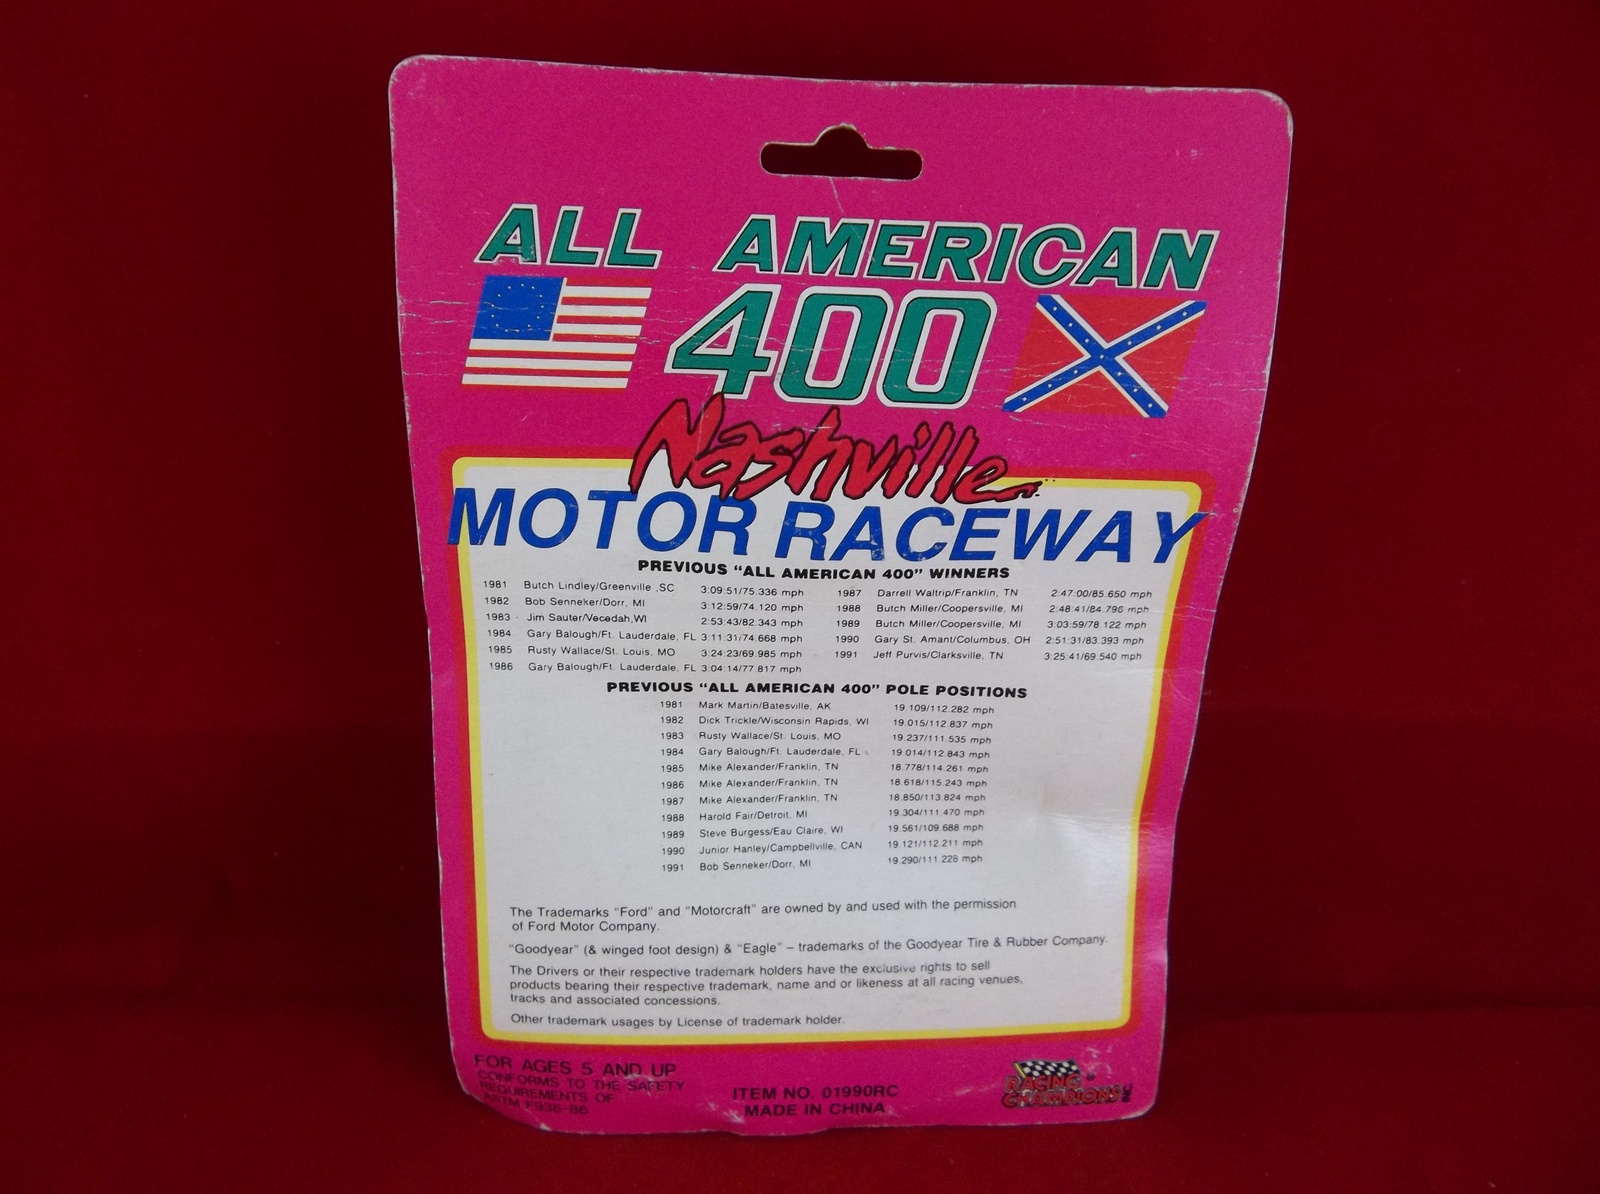 ALL AMERICAN
400
Nashville
MOTOR RACEWAY
PREVIOUS "ALL AMERICAN 400" WINNERS
1981 Butch Lindley/Greenville ,SC 3:09:51/75.336 mph
1982 Bob Senneker/Dorr, MI 3:12:59/74.120 mph
1983 Jim Sauter/Vecedah,WI 2:53:43/82.343 mph
1984 Gary Balough/Ft. Lauderdale, FL 3:11:31/74.668 mph
1985 Rusty Wallace/St. Louis, MO 3:24:23/69.985 mph
1986 Gary Balough/Ft. Lauderdale, FL 3:04:14/77.817 mph
1987 Darrell Waltrip/Franklin, TN 2:47:00/85.650 mph
1988 Butch Miller/Coopersville, MI 2:48:41/84.796 mph
1989 Butch Miller/Coopersville, MI 3:03:59/78.122 mph
1990 Gary St. Amant/Columbus, OH 2:51:31/83.393 mph
1991 Jeff Purvis/Clarksville, TN 3:25:41/69.540 mph
PREVIOUS "ALL AMERICAN 400" POLE POSITIONS
1981 Mark Martin/Batesville, AK 19.109/112.282 mph
1982 Dick Trickle/Wisconsin Rapids, WI 19.015/112.837 mph
1983 Rusty Wallace/St. Louis, MO 19.237/111.535 mph
1984 Gary Balough/Ft. Lauderdale, FL 19.014/112.843 mph
1985 Mike Alexander/Franklin, TN 18.778/114.261 mph
1986 Mike Alexander/Franklin, TN 18.618/115.243 mph
1987 Mike Alexander/Franklin, TN 18.850/113.824 mph
1988 Harold Fair/Detroit, MI 19.304/111.470 mph
1989 Steve Burgess/Eau Claire, WI 19.561/109.688 mph
1990 Junior Hanley/Campbellville, CAN 19.121/112.211 mph
1991 Bob Senneker/Dorr, MI 19.290/111.228 mph
The Trademarks "Ford" and "Motorcraft" are owned by and used with the permission
of Ford Motor Company.
"Goodyear" (& winged foot design) & "Eagle" – trademarks of the Goodyear Tire & Rubber Company.
The Drivers or their respective trademark holders have the exclusive rights to sell
products bearing their respective trademark, name and or likeness at all racing venues,
tracks and associated concessions.
Other trademark usages by License of trademark holder.
FOR AGES 5 AND UP
CONFORMS TO THE SAFETY
REQUIREMENTS OF
ASTM F936-86
ITEM NO. 01990RC
MADE IN CHINA
RACING
CHAMPIONS INC.